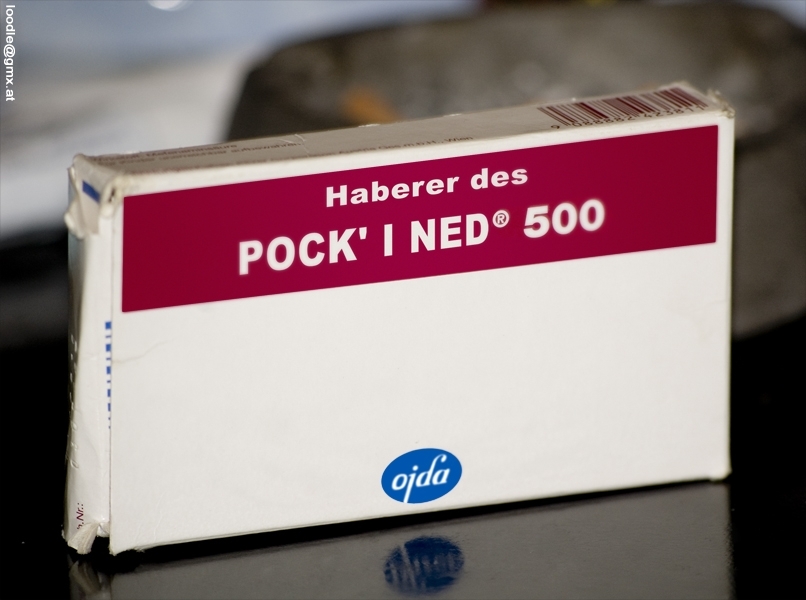 loodle@gmx.at
Haberer des
POCK' I NED® 500
ojda